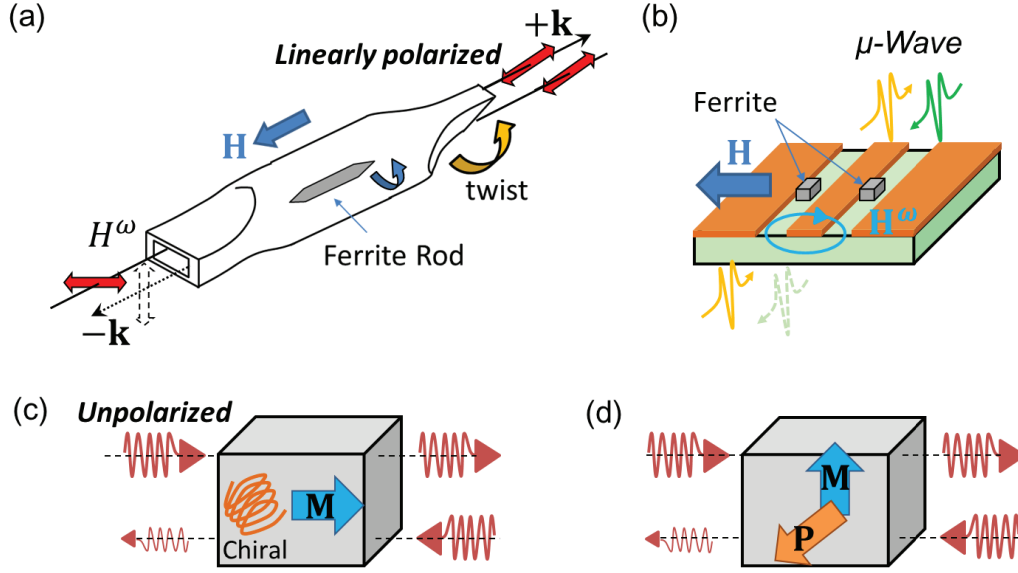 (a)
+𝐤
Linearly polarized
H
twist
Ferrite Rod
H^ω
−𝐤
(b)
μ-Wave
Ferrite
H
H^ω
(c)
Unpolarized
M
Chiral
(d)
M
P